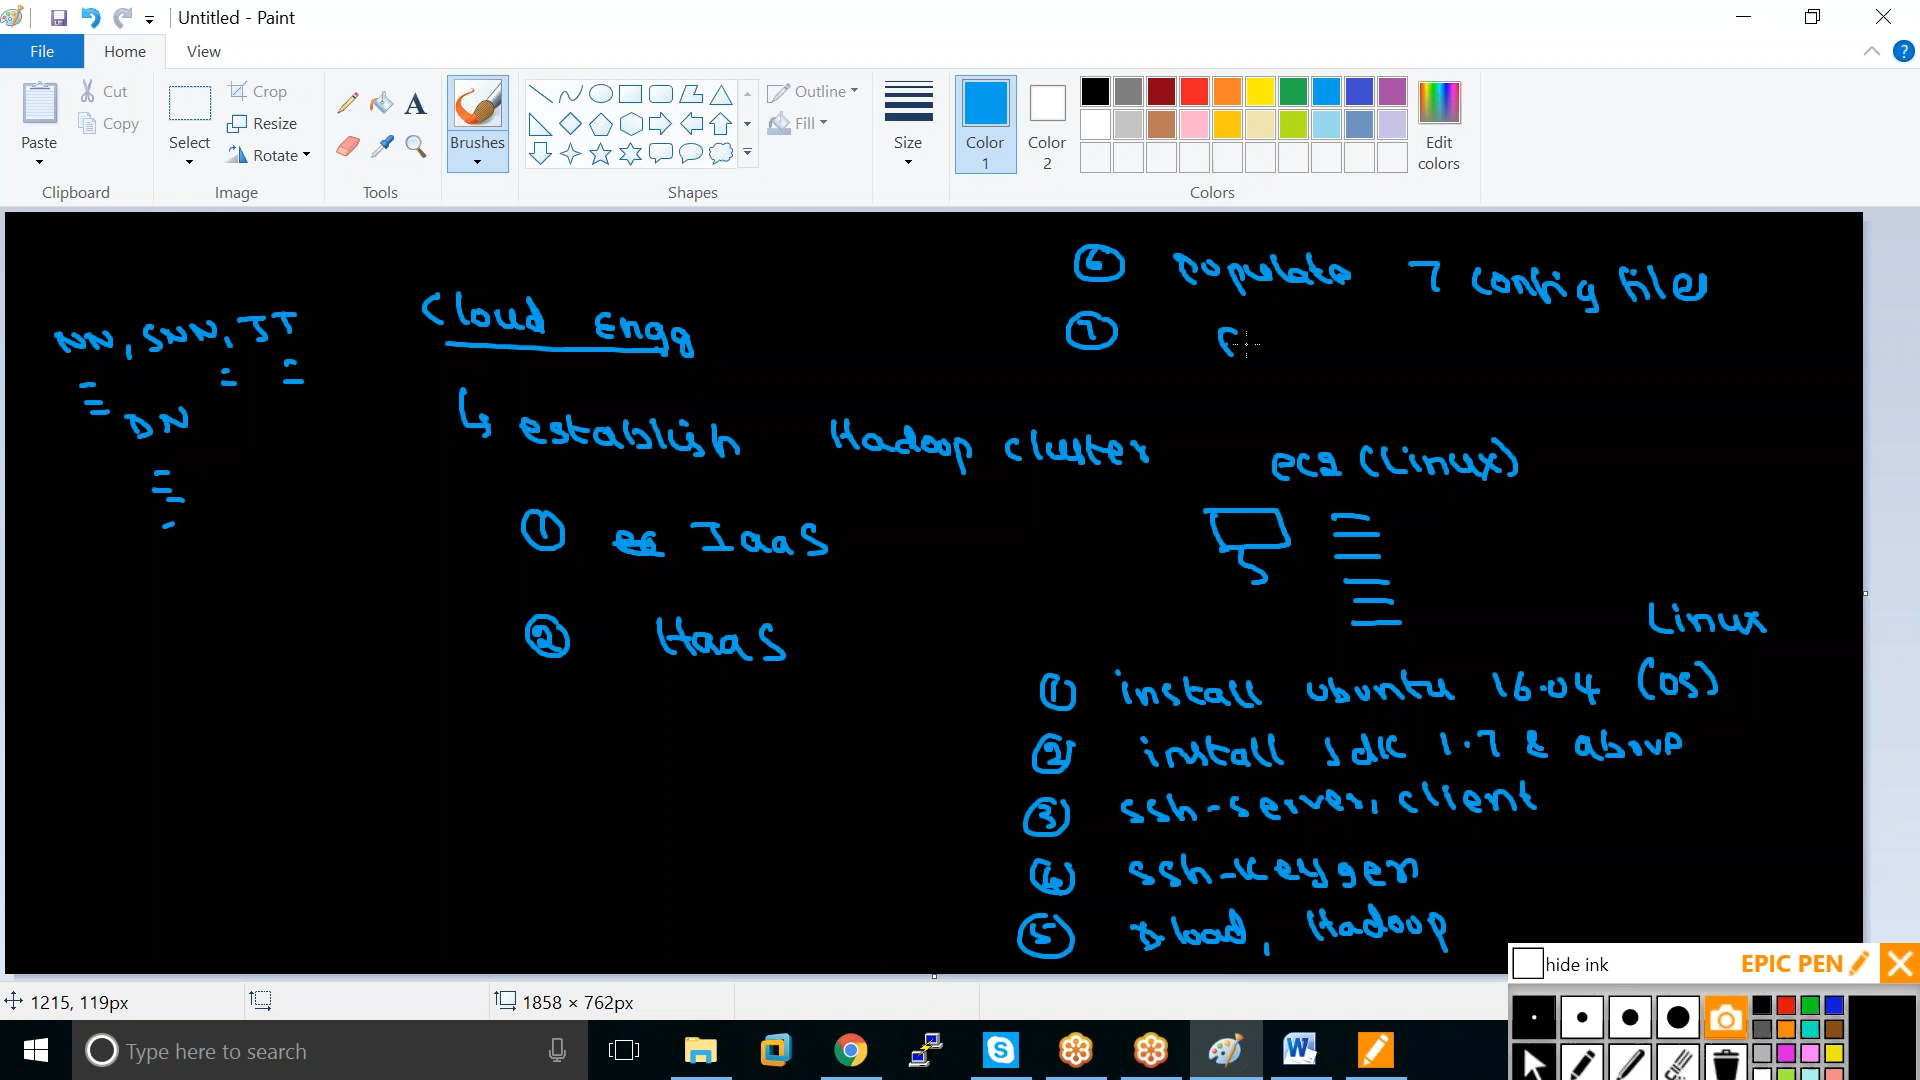 Untitled - Paint
File Home View
Paste Cut Copy Clipboard
Select Crop Resize Rotate Image
Tools
Brushes
Outline Fill Shapes
Size
Color 1 Color 2 Edit colors Colors
NN, SNN, JT
DN
Cloud Engg
establish Hadoop cluster
① IaaS
② HaaS
⑥ populate 7 config files
⑦
ec2 (Linux)
Linux
① install ubuntu 16.04 (OS)
② install Jdk 1.7 & above
③ ssh-server, client
④ ssh-keygen
⑤ Dload, Hadoop
hide ink EPIC PEN
1215, 119px 1858 × 762px
Type here to search